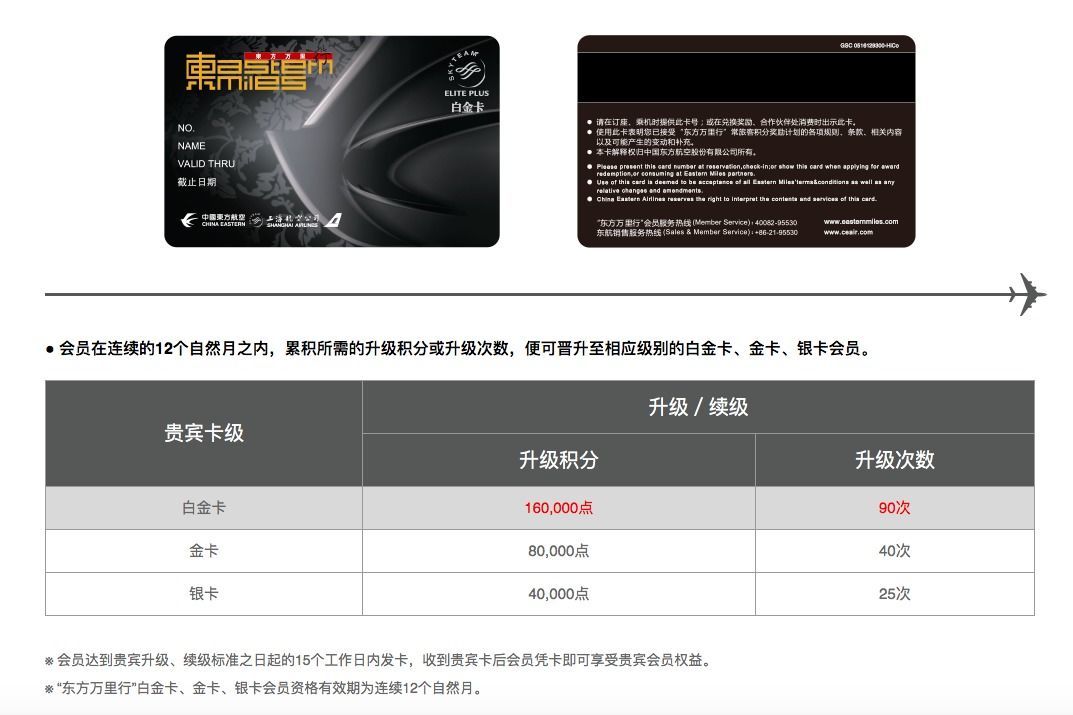 東方万里行
eastern miles
SKYTEAM
ELITE PLUS
白金卡
NO.
NAME
VALID THRU
截止日期
中國東方航空
CHINA EASTERN
上海航空公司
SHANGHAI AIRLINES
GSC 0516129300-HiCo
● 请在订座、乘机时提供此卡号；或在兑换奖励、合作伙伴处消费时出示此卡。
● 使用此卡表明您已接受“东方万里行”常旅客积分奖励计划的各项规则、条款、相关内容
以及可能产生的变动和补充。
● 本卡解释权归中国东方航空股份有限公司所有。
● Please present this card number at reservation,check-in;or show this card when applying for award
redemption,or consuming at Eastern Miles partners.
● Use of this card is deemed to be acceptance of all Eastern Miles'terms&conditions as well as any
relative changes and amendments.
● China Eastern Airlines reserves the right to interpret the contents and services of this card.
“东方万里行”会员服务热线(Member Service)：40082-95530 www.easternmiles.com
东航销售服务热线(Sales & Member Service)：+86-21-95530 www.ceair.com
● 会员在连续的12个自然月之内，累积所需的升级积分或升级次数，便可晋升至相应级别的白金卡、金卡、银卡会员。
贵宾卡级 升级 / 续级
升级积分 升级次数
白金卡 160,000点 90次
金卡 80,000点 40次
银卡 40,000点 25次
※ 会员达到贵宾升级、续级标准之日起的15个工作日内发卡，收到贵宾卡后会员凭卡即可享受贵宾会员权益。
※ “东方万里行”白金卡、金卡、银卡会员资格有效期为连续12个自然月。